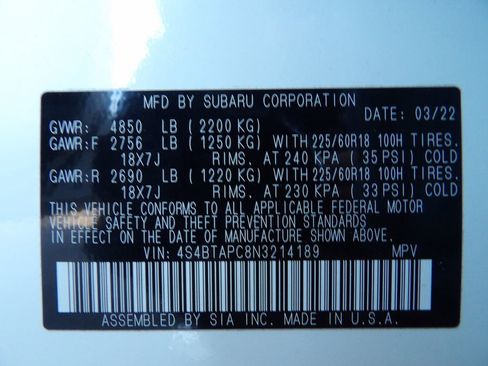 MFD BY SUBARU CORPORATION
DATE: 03/22
GVWR: 4850 LB (2200 KG)
GAWR:F 2756 LB (1250 KG) WITH 225/60R18 100H TIRES.
18X7J RIMS. AT 240 KPA (35 PSI) COLD
GAWR:R 2690 LB (1220 KG) WITH 225/60R18 100H TIRES.
18X7J RIMS. AT 230 KPA (33 PSI) COLD
THIS VEHICLE CONFORMS TO ALL APPLICABLE FEDERAL MOTOR
VEHICLE SAFETY AND THEFT PREVENTION STANDARDS
IN EFFECT ON THE DATE OF MANUFACTURE SHOWN ABOVE.
VIN: 4S4BTAPC8N3214189 MPV
ASSEMBLED BY SIA INC. MADE IN U.S.A.